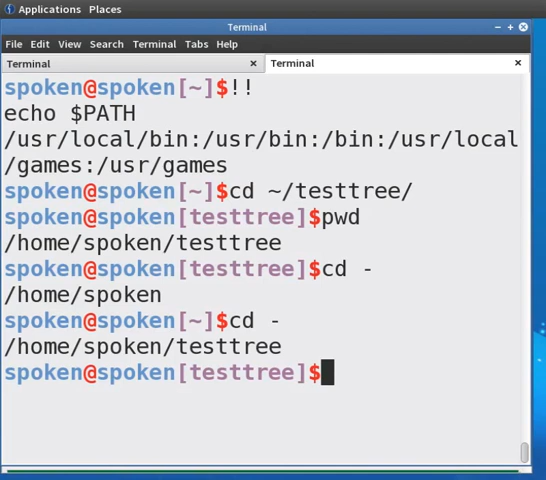 Applications Places
Terminal
File Edit View Search Terminal Tabs Help
Terminal Terminal
spoken@spoken[~]$!!
echo $PATH
/usr/local/bin:/usr/bin:/bin:/usr/local
/games:/usr/games
spoken@spoken[~]$cd ~/testtree/
spoken@spoken[testtree]$pwd
/home/spoken/testtree
spoken@spoken[testtree]$cd -
/home/spoken
spoken@spoken[~]$cd -
/home/spoken/testtree
spoken@spoken[testtree]$